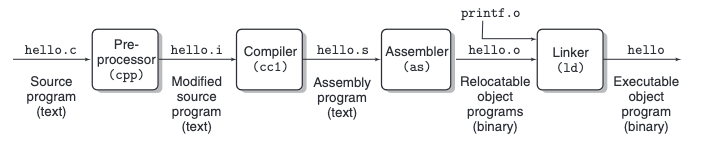 printf.o
hello.c
Pre-
processor
(cpp)
hello.i
Compiler
(cc1)
hello.s
Assembler
(as)
hello.o
Linker
(ld)
hello
Source
program
(text)
Modified
source
program
(text)
Assembly
program
(text)
Relocatable
object
programs
(binary)
Executable
object
program
(binary)